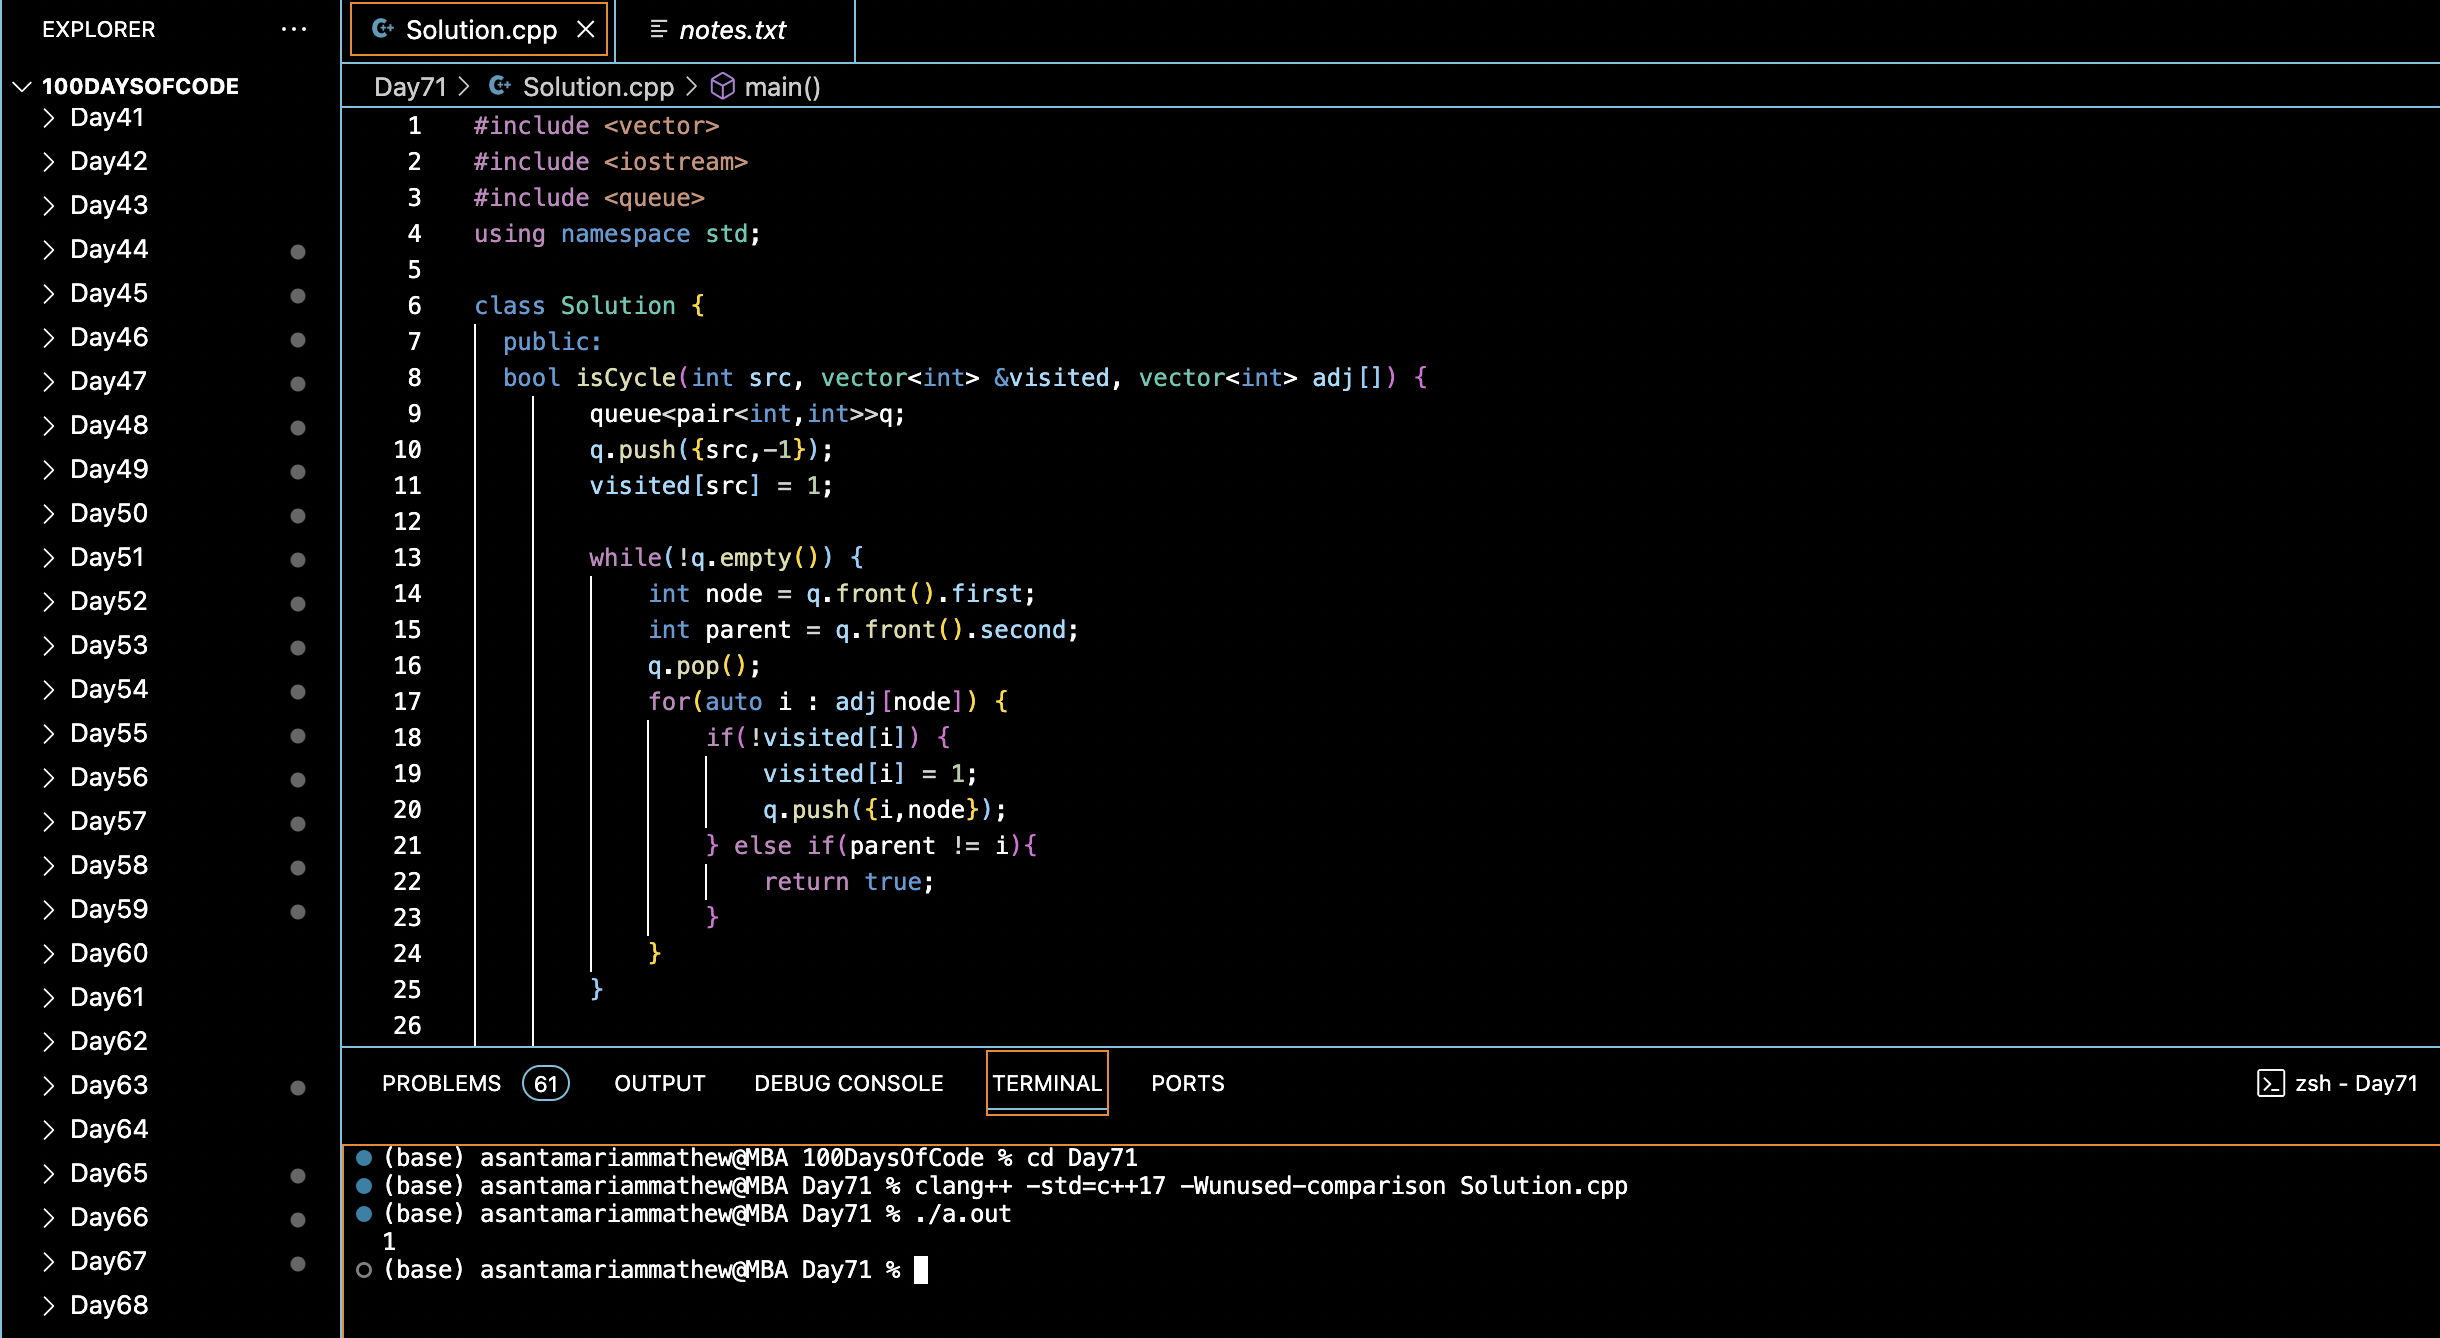 EXPLORER ...
100DAYSOFCODE
Day41
Day42
Day43
Day44
Day45
Day46
Day47
Day48
Day49
Day50
Day51
Day52
Day53
Day54
Day55
Day56
Day57
Day58
Day59
Day60
Day61
Day62
Day63
Day64
Day65
Day66
Day67
Day68
Solution.cpp
notes.txt
Day71 > Solution.cpp > main()
1 #include <vector>
2 #include <iostream>
3 #include <queue>
4 using namespace std;
5
6 class Solution {
7 public:
8 bool isCycle(int src, vector<int> &visited, vector<int> adj[]) {
9 queue<pair<int,int>>q;
10 q.push({src,-1});
11 visited[src] = 1;
12
13 while(!q.empty()) {
14 int node = q.front().first;
15 int parent = q.front().second;
16 q.pop();
17 for(auto i : adj[node]) {
18 if(!visited[i]) {
19 visited[i] = 1;
20 q.push({i,node});
21 } else if(parent != i){
22 return true;
23 }
24 }
25 }
26
PROBLEMS 61 OUTPUT DEBUG CONSOLE TERMINAL PORTS
zsh - Day71
(base) asantamariammathew@MBA 100DaysOfCode % cd Day71
(base) asantamariammathew@MBA Day71 % clang++ -std=c++17 -Wunused-comparison Solution.cpp
(base) asantamariammathew@MBA Day71 % ./a.out
1
(base) asantamariammathew@MBA Day71 %